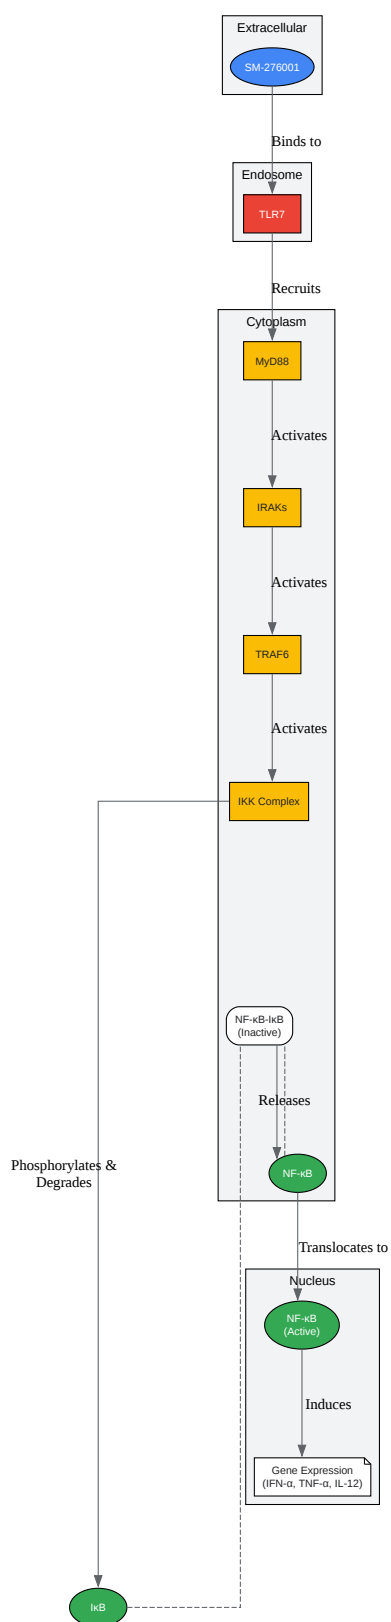 Extracellular
SM-276001
Binds to
Endosome
TLR7
Recruits
Cytoplasm
MyD88
Activates
IRAKs
Activates
TRAF6
Activates
IKK Complex
NF-κB-IκB
(Inactive)
Releases
Phosphorylates &
Degrades
NF-κB
Translocates to
Nucleus
NF-κB
(Active)
Induces
Gene Expression
(IFN-α, TNF-α, IL-12)
IκB